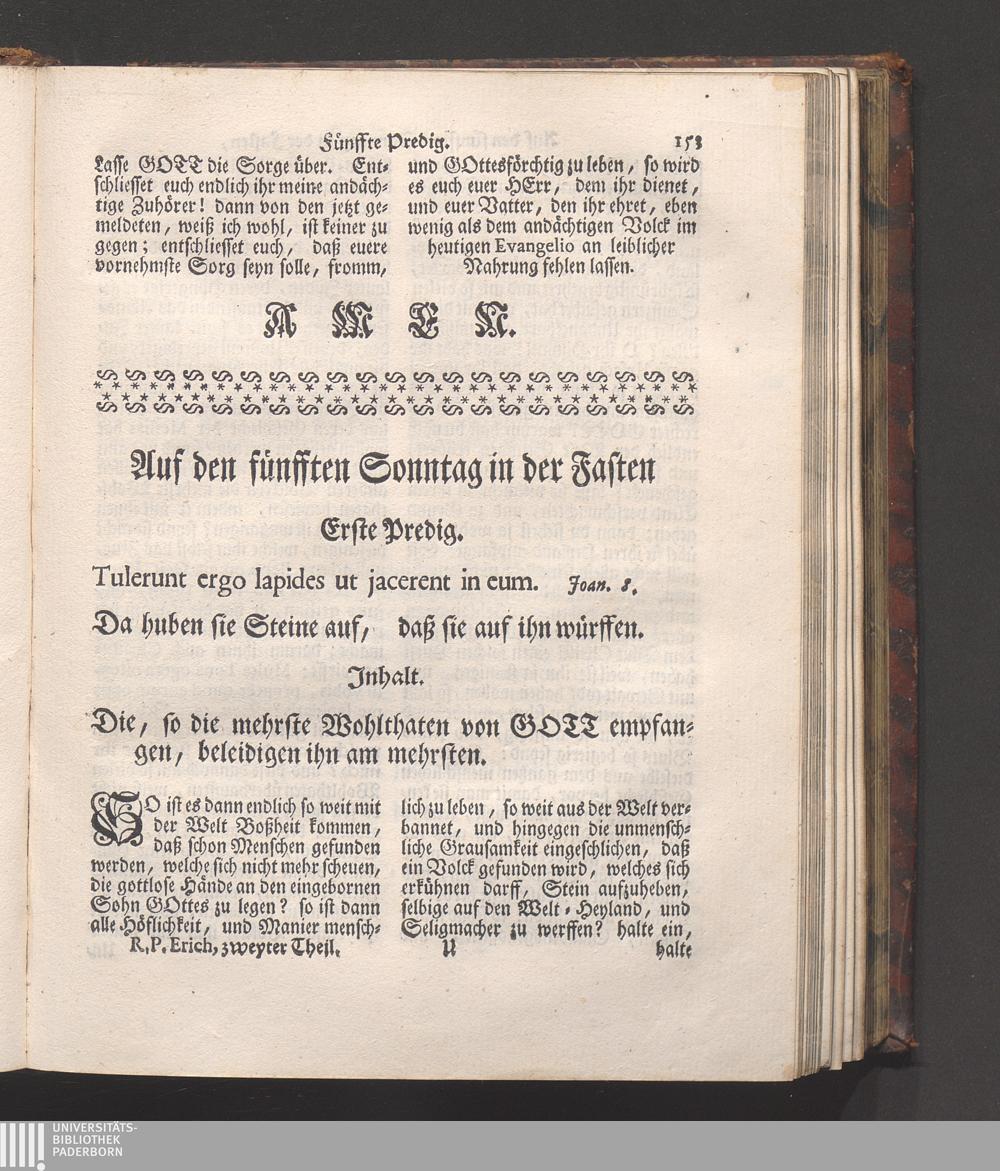 Fünffte Predig. 153
Lasse GOTT die Sorge über. Ent-
schliesset euch endlich ihr meine andäch-
tige Zuhörer! dann von den jetzt ge-
meldeten, weiß ich wohl, ist keiner zu
gegen; entschliesset euch, daß euere
vornehmste Sorg seyn solle, fromm,
und GOttesförchtig zu leben, so wird
es euch euer HErr, dem ihr dienet,
und euer Vatter, den ihr ehret, eben
wenig als dem andächtigen Volck im
heutigen Evangelio an leiblicher
Nahrung fehlen lassen.
A M E N.
Auf den fünfften Sonntag in der Fasten
Erste Predig.
Tulerunt ergo lapides ut jacerent in eum. Joan. 8.
Da huben sie Steine auf, daß sie auf ihn würffen.
Inhalt.
Die, so die mehrste Wohlthaten von GOTT empfan-
gen, beleidigen ihn am mehrsten.
SO ist es dann endlich so weit mit
der Welt Boßheit kommen,
daß schon Menschen gefunden
werden, welche sich nicht mehr scheuen,
die gottlose Hände an den eingebornen
Sohn GOttes zu legen? so ist dann
alle Höflichkeit, und Manier mensch-
lich zu leben, so weit aus der Welt ver-
bannet, und hingegen die unmensch-
liche Grausamkeit eingeschlichen, daß
ein Volck gefunden wird, welches sich
erkühnen darff, Stein aufzuheben,
selbige auf den Welt-Heyland, und
Seligmacher zu werffen? halte ein,
R. P. Erich, zweyter Theil. U halte
UNIVERSITÄTS-
BIBLIOTHEK
PADERBORN